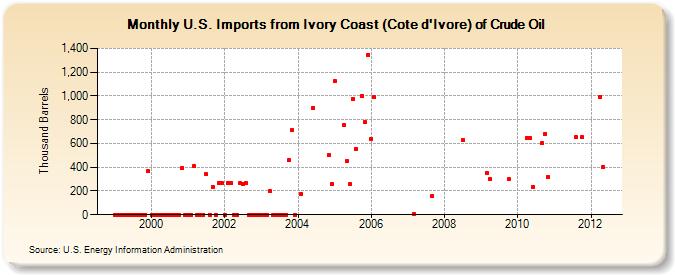 Monthly U.S. Imports from Ivory Coast (Cote d'Ivore) of Crude Oil
Thousand Barrels
1,400
1,200
1,000
800
600
400
200
0
2000 2002 2004 2006 2008 2010 2012
Source: U.S. Energy Information Administration